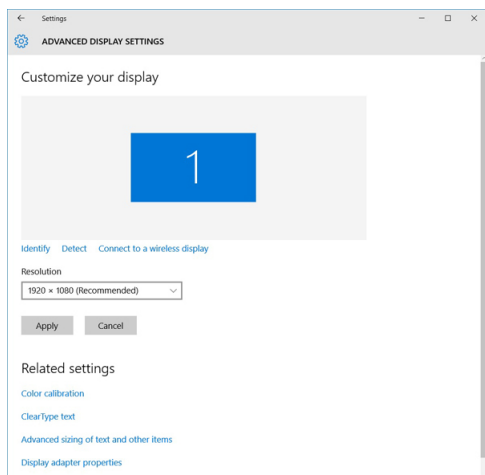 Settings
ADVANCED DISPLAY SETTINGS
Customize your display
1
Identify Detect Connect to a wireless display
Resolution
1920 × 1080 (Recommended)
Apply Cancel
Related settings
Color calibration
ClearType text
Advanced sizing of text and other items
Display adapter properties